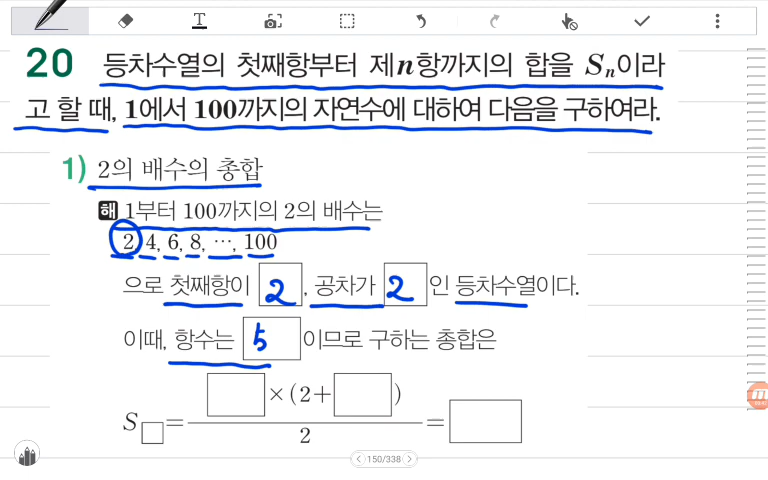 20 등차수열의 첫째항부터 제n항까지의 합을 Sₙ이라
고 할 때, 1에서 100까지의 자연수에 대하여 다음을 구하여라.
1) 2의 배수의 총합
해 1부터 100까지의 2의 배수는
2, 4, 6, 8, ⋯, 100
으로 첫째항이 2, 공차가 2 인 등차수열이다.
이때, 항수는 5 이므로 구하는 총합은
S□ = □×(2+□) / 2 = □
150/338